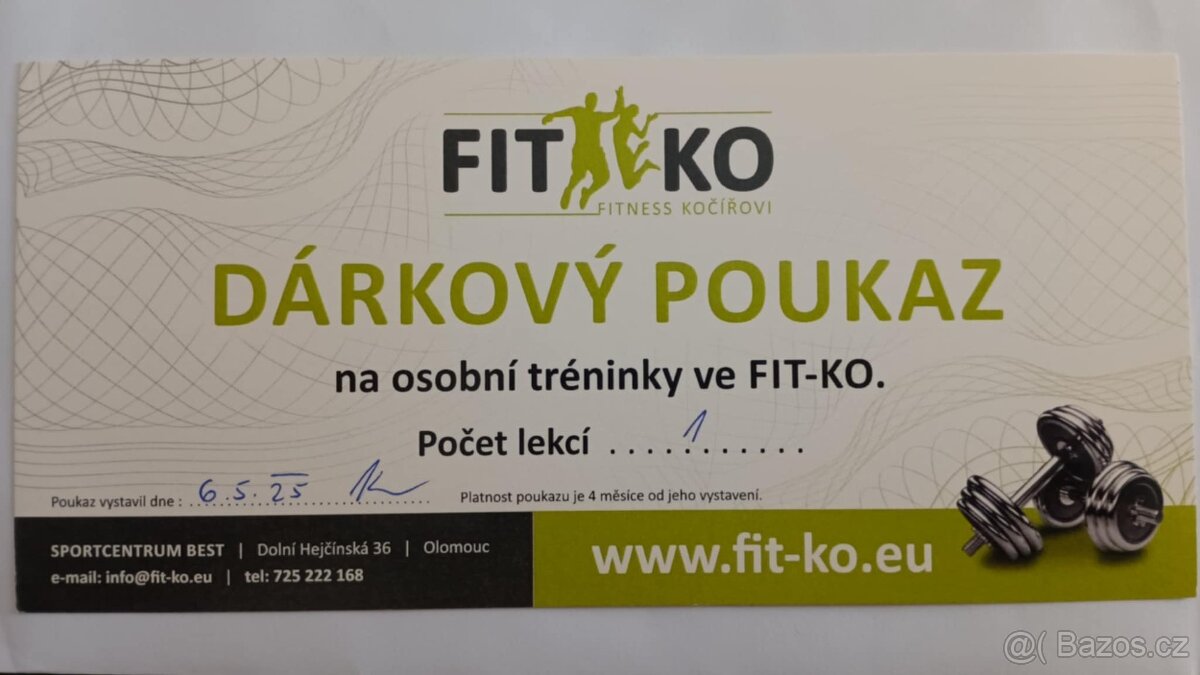 FIT KO
FITNESS KOČÍŘOVI
DÁRKOVÝ POUKAZ
na osobní tréninky ve FIT-KO.
Počet lekcí ....1.......
Poukaz vystavil dne : 6.5.25
Platnost poukazu je 4 měsíce od jeho vystavení.
SPORTCENTRUM BEST | Dolní Hejčínská 36 | Olomouc
e-mail: info@fit-ko.eu | tel: 725 222 168
www.fit-ko.eu
@( Bazos.cz